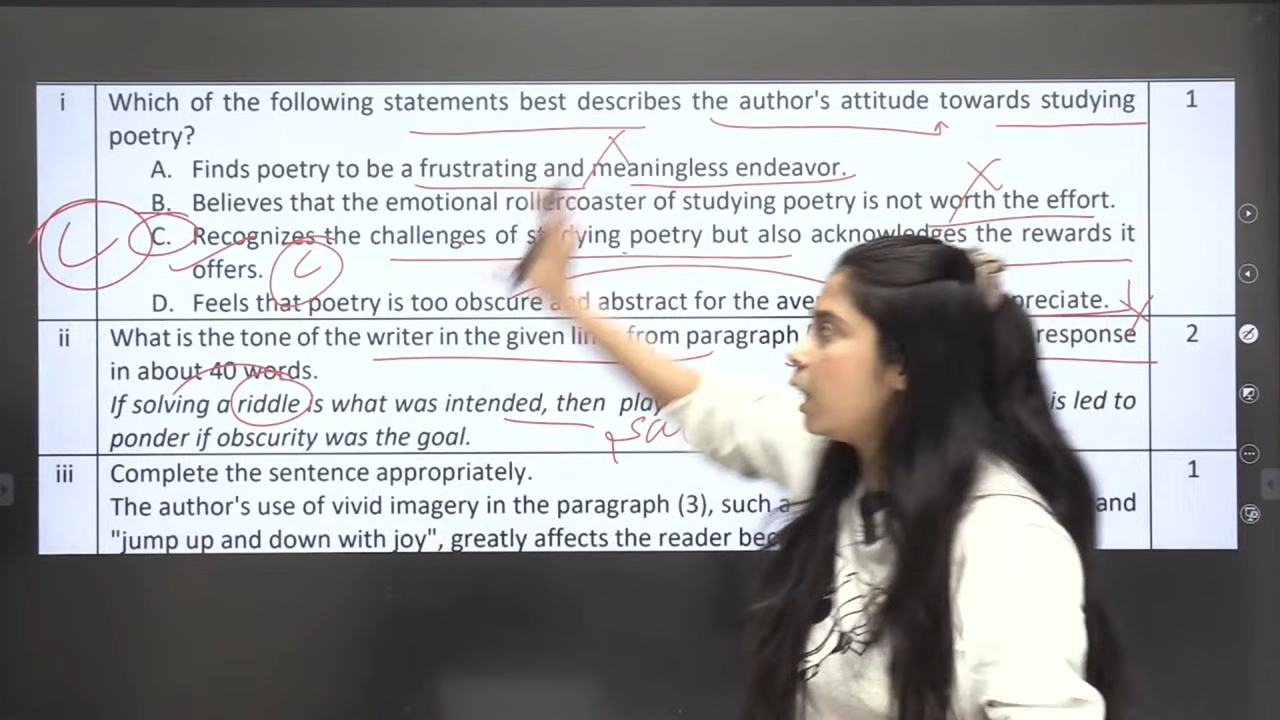 i Which of the following statements best describes the author's attitude towards studying 1
poetry?
A. Finds poetry to be a frustrating and meaningless endeavor.
B. Believes that the emotional rollercoaster of studying poetry is not worth the effort.
C. Recognizes the challenges of studying poetry but also acknowledges the rewards it
offers.
D. Feels that poetry is too obscure and abstract for the ave preciate.
ii What is the tone of the writer in the given lin from paragraph response 2
in about 40 words.
If solving a riddle is what was intended, then pla is led to
ponder if obscurity was the goal.
iii Complete the sentence appropriately. 1
The author's use of vivid imagery in the paragraph (3), such a and
"jump up and down with joy", greatly affects the reader bec